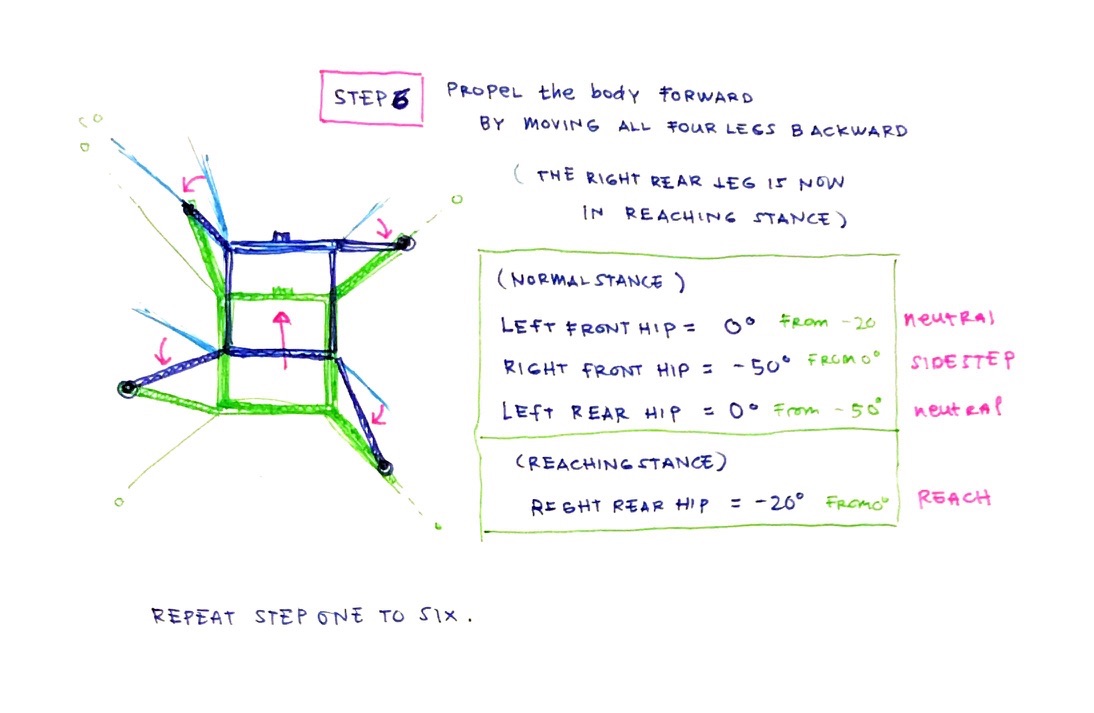 STEP 6
PROPEL the body FORWARD
BY MOVING ALL FOUR LEGS BACKWARD
( THE RIGHT REAR LEG IS NOW
IN REACHING STANCE )
(NORMAL STANCE )
LEFT FRONT HIP = 0° FROM -20 neutRAl
RIGHT FRONT HIP = -50° FROM 0° SIDESTEP
LEFT REAR HIP = 0° From -50° neutRAl
(REACHING STANCE)
REGHT REAR HIP = -20° FROM 0° REACH
REPEAT STEP ONE TO SIX.